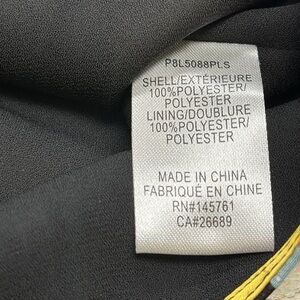 P8L5088PLS
SHELL/EXTÉRIEURE
100%POLYESTER/
POLYESTER
LINING/DOUBLURE
100%POLYESTER/
POLYESTER
MADE IN CHINA
FABRIQUÉ EN CHINE
RN#145761
CA#26689